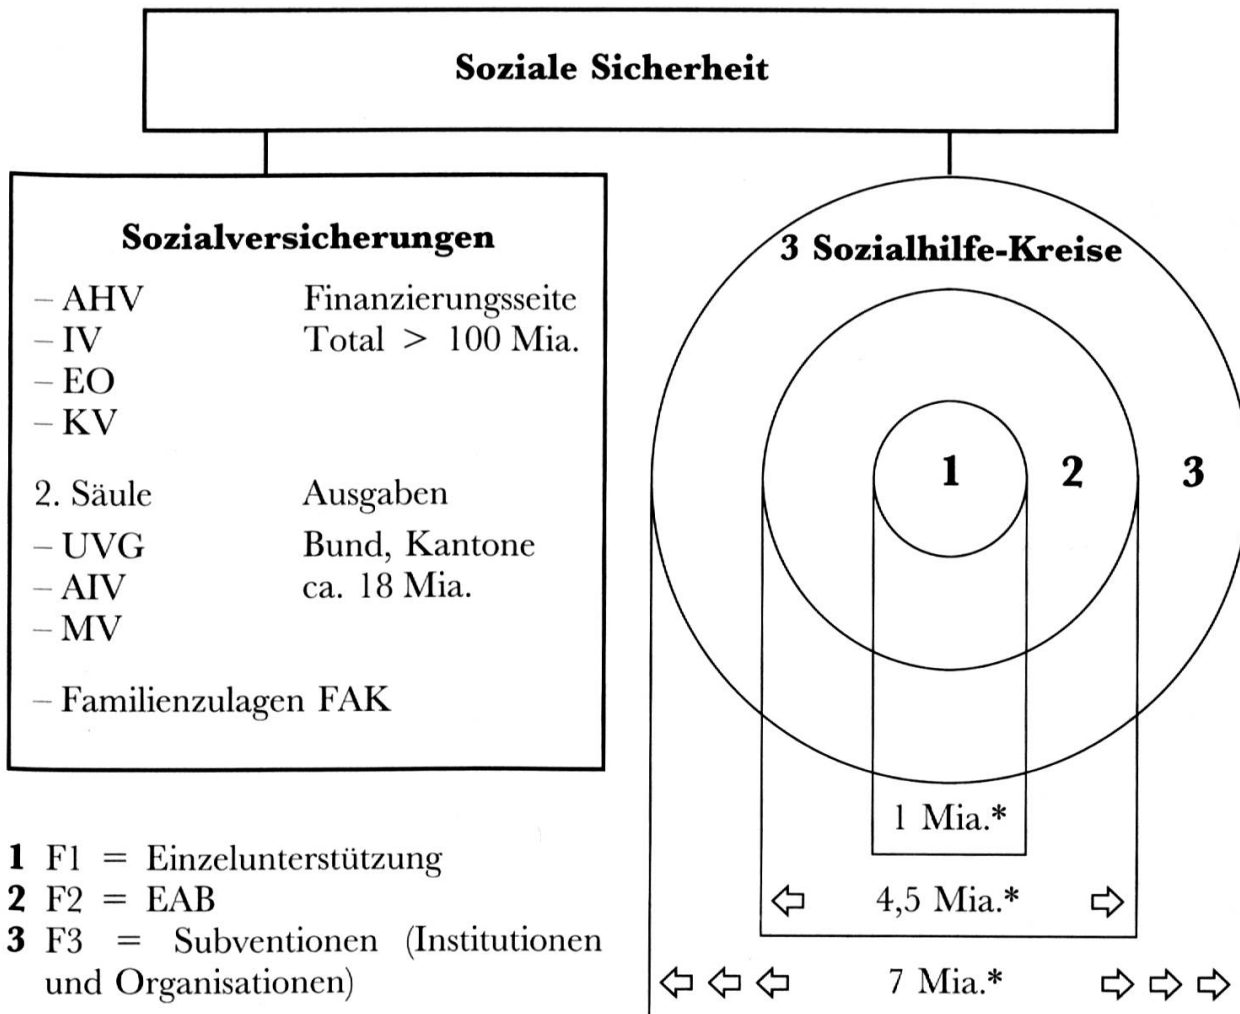 Soziale Sicherheit
Sozialversicherungen
– AHV Finanzierungsseite
– IV Total > 100 Mia.
– EO
– KV
2. Säule Ausgaben
– UVG Bund, Kantone
– AIV ca. 18 Mia.
– MV
– Familienzulagen FAK
3 Sozialhilfe-Kreise
1 2 3
1 Mia.*
4,5 Mia.*
7 Mia.*
1 F1 = Einzelunterstützung
2 F2 = EAB
3 F3 = Subventionen (Institutionen
und Organisationen)